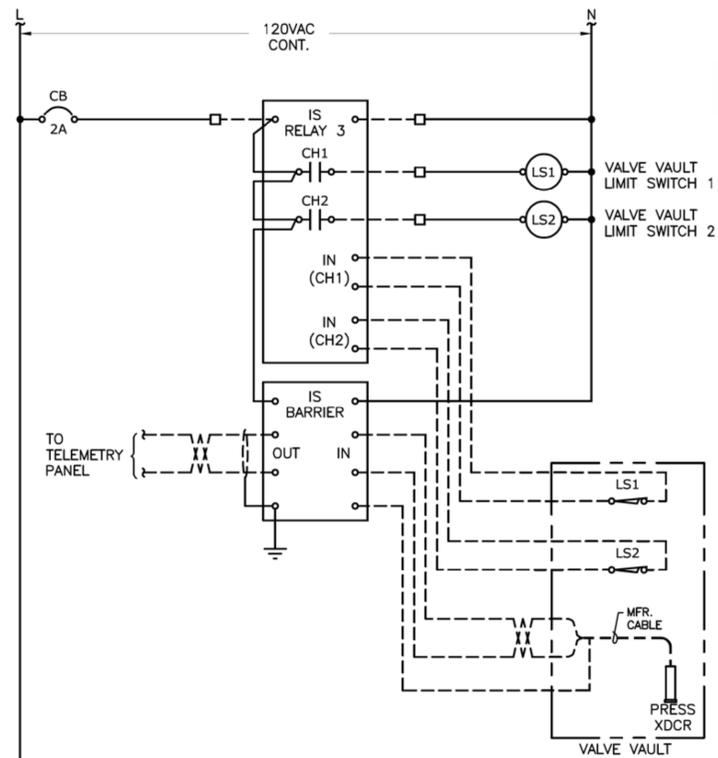 L
N
120VAC
CONT.
CB
2A
IS
RELAY 3
CH1
LS1
VALVE VAULT
LIMIT SWITCH 1
CH2
LS2
VALVE VAULT
LIMIT SWITCH 2
IN
(CH1)
IN
(CH2)
IS
BARRIER
TO
TELEMETRY
PANEL
OUT
IN
LS1
LS2
MFR.
CABLE
PRESS
XDCR
VALVE VAULT